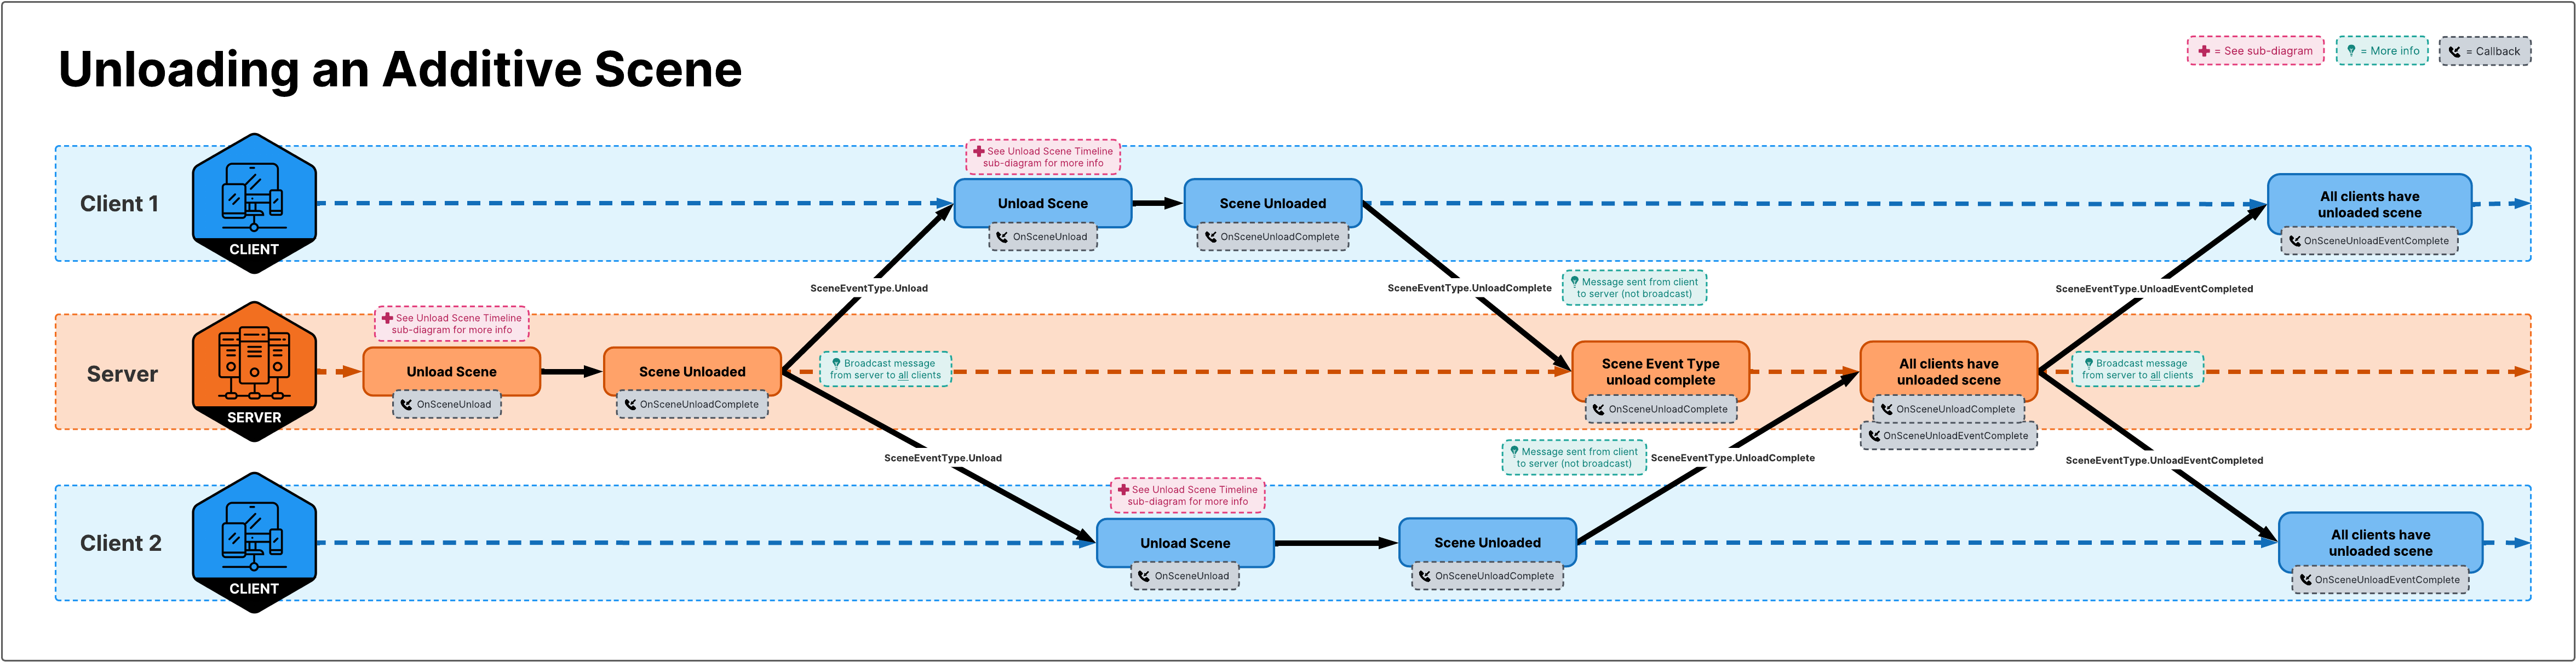 Unloading an Additive Scene
= See sub-diagram
= More info
= Callback
Client 1
CLIENT
See Unload Scene Timeline
sub-diagram for more info
Unload Scene
OnSceneUnload
Scene Unloaded
OnSceneUnloadComplete
All clients have
unloaded scene
OnSceneUnloadEventComplete
SceneEventType.Unload
SceneEventType.UnloadComplete
Message sent from client
to server (not broadcast)
SceneEventType.UnloadEventCompleted
Server
SERVER
See Unload Scene Timeline
sub-diagram for more info
Unload Scene
OnSceneUnload
Scene Unloaded
OnSceneUnloadComplete
Broadcast message
from server to all clients
Scene Event Type
unload complete
OnSceneUnloadComplete
All clients have
unloaded scene
OnSceneUnloadComplete
OnSceneUnloadEventComplete
Broadcast message
from server to all clients
SceneEventType.Unload
Message sent from client
to server (not broadcast)
SceneEventType.UnloadComplete
SceneEventType.UnloadEventCompleted
Client 2
CLIENT
See Unload Scene Timeline
sub-diagram for more info
Unload Scene
OnSceneUnload
Scene Unloaded
OnSceneUnloadComplete
All clients have
unloaded scene
OnSceneUnloadEventComplete